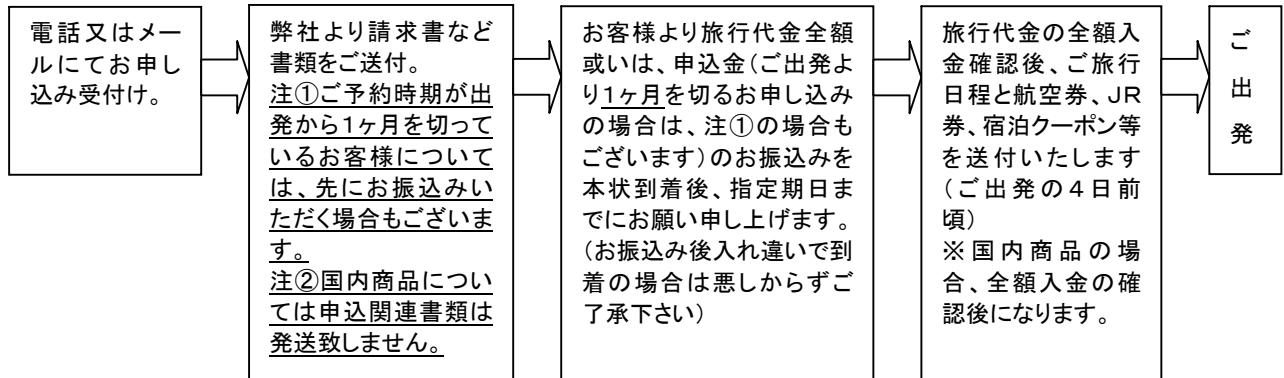 電話又はメー
ルにてお申し
込み受付け。
弊社より請求書など
書類をご送付。
注①ご予約時期が出
発から1ヶ月を切って
いるお客様について
は、先にお振込みい
ただく場合もございま
す。
注②国内商品につい
ては申込関連書類は
発送致しません。
お客様より旅行代金全額
或いは、申込金(ご出発よ
り1ヶ月を切るお申し込み
の場合は、注①の場合も
ございます)のお振込みを
本状到着後、指定期日ま
でにお願い申し上げます。
(お振込み後入れ違いで到
着の場合は悪しからずご
了承下さい)
旅行代金の全額入
金確認後、ご旅行
日程と航空券、JR
券、宿泊クーポン等
を送付いたします
(ご出発の4日前
頃)
※国内商品の場
合、全額入金の確
認後になります。
ご
出
発